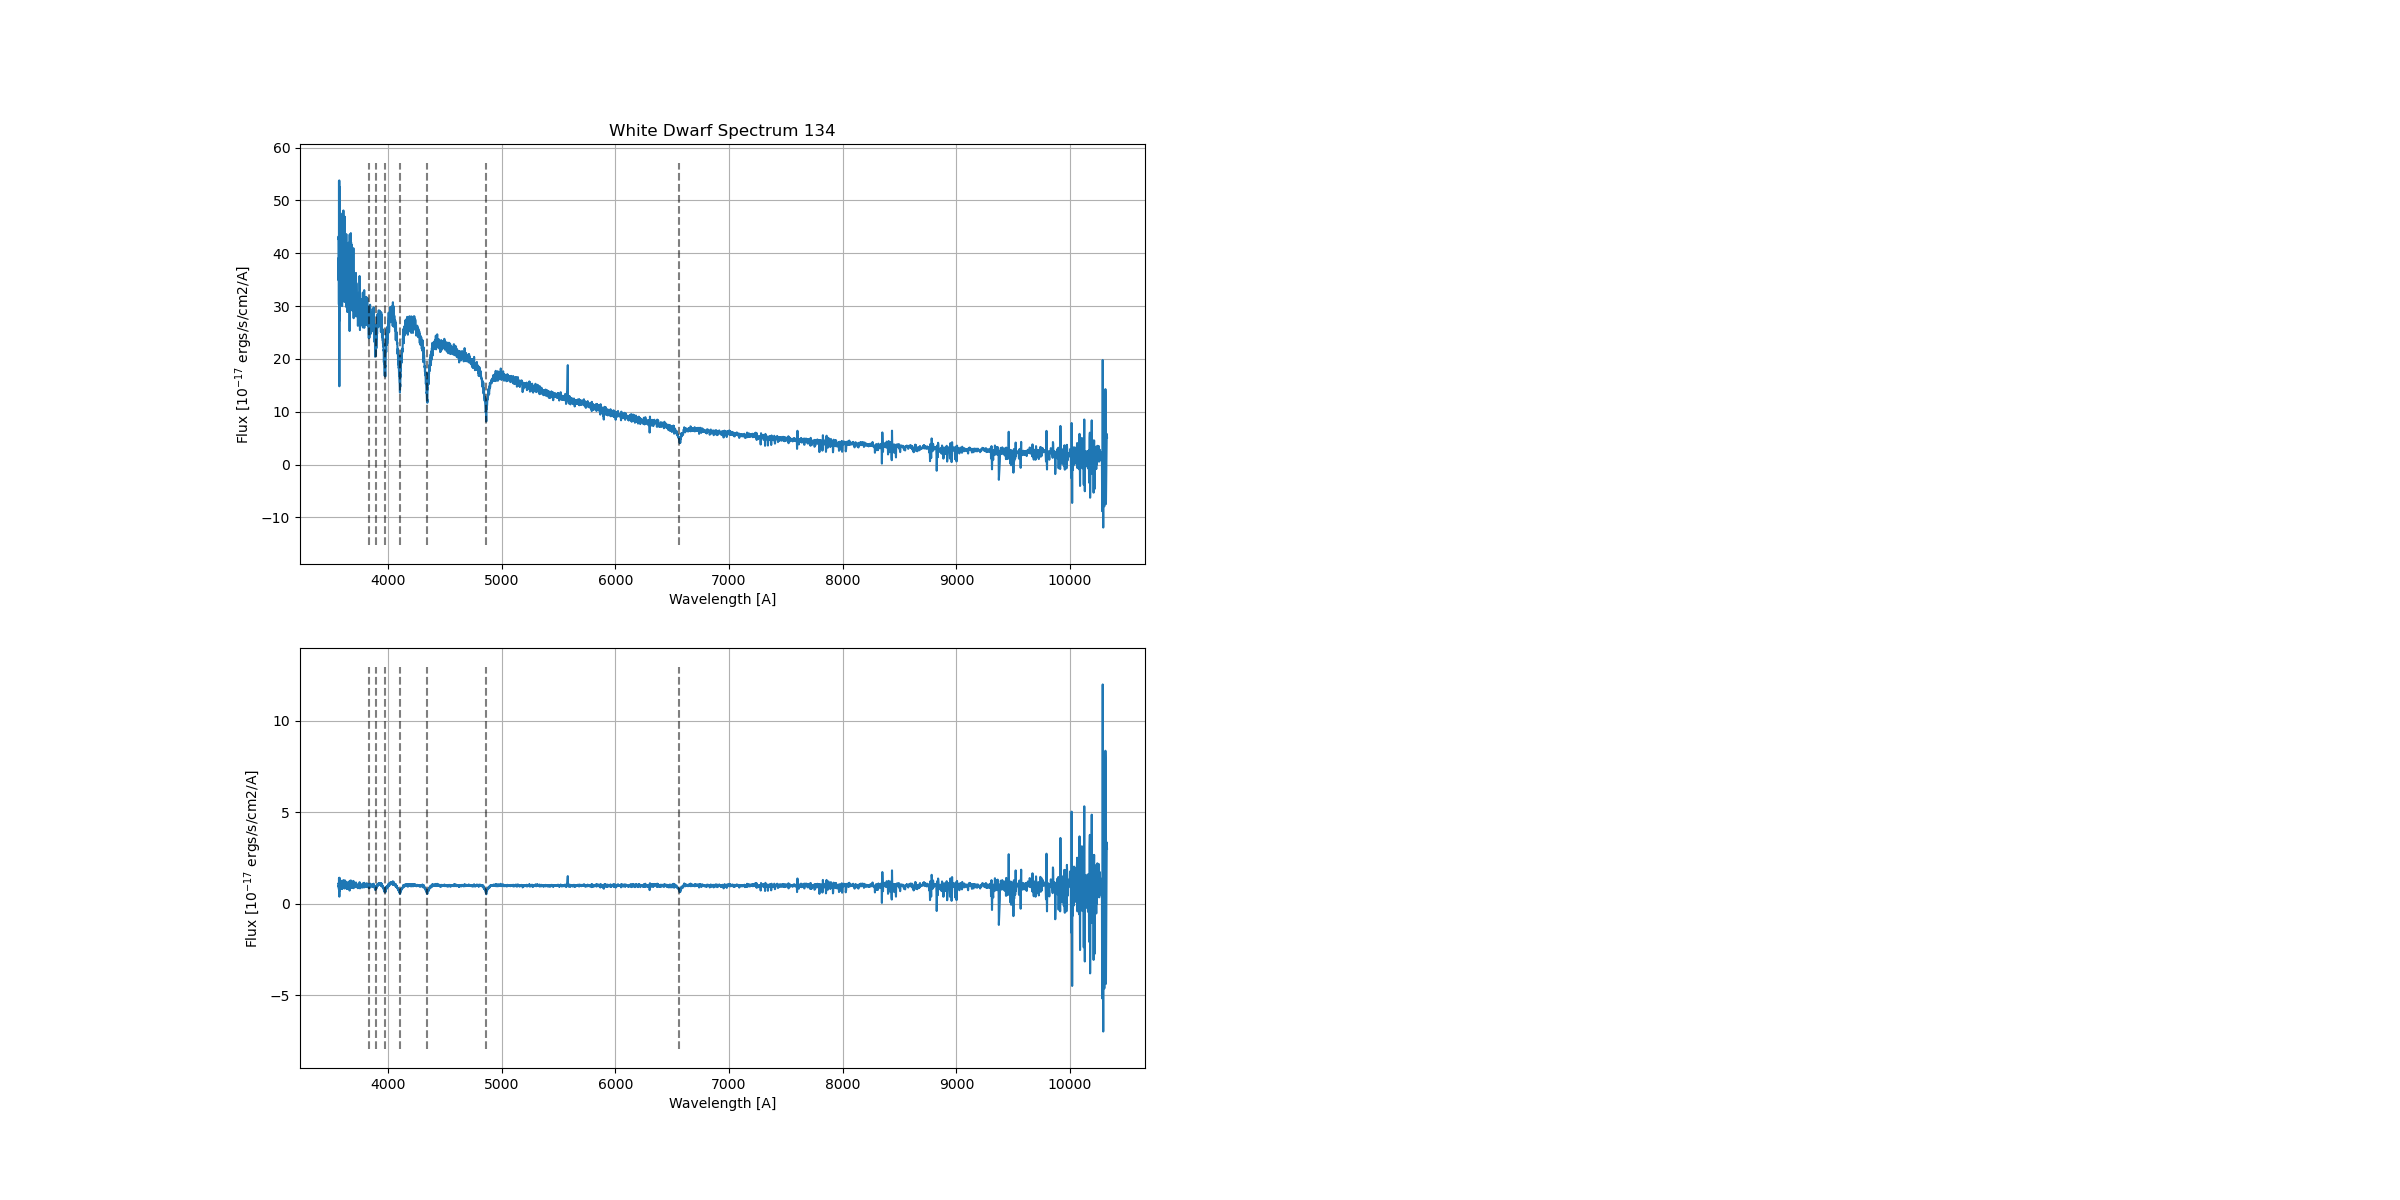 White Dwarf Spectrum 134
60
50
40
30
20
10
0
−10
Flux [10⁻¹⁷ ergs/s/cm2/A]
4000 5000 6000 7000 8000 9000 10000
Wavelength [A]
10
5
0
−5
Flux [10⁻¹⁷ ergs/s/cm2/A]
4000 5000 6000 7000 8000 9000 10000
Wavelength [A]